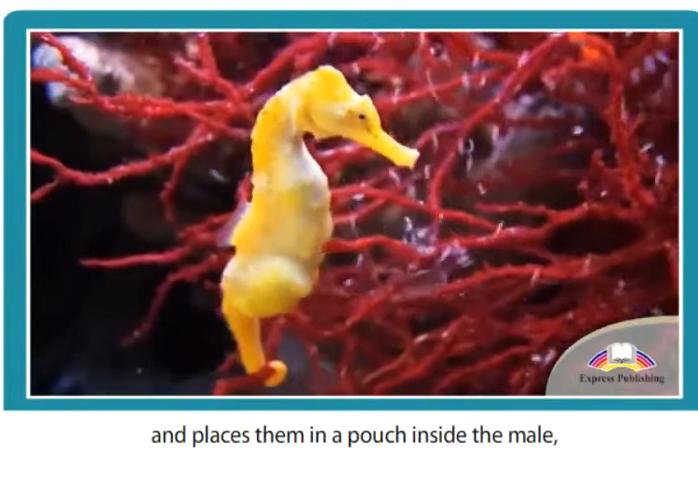 Express Publishing
and places them in a pouch inside the male,